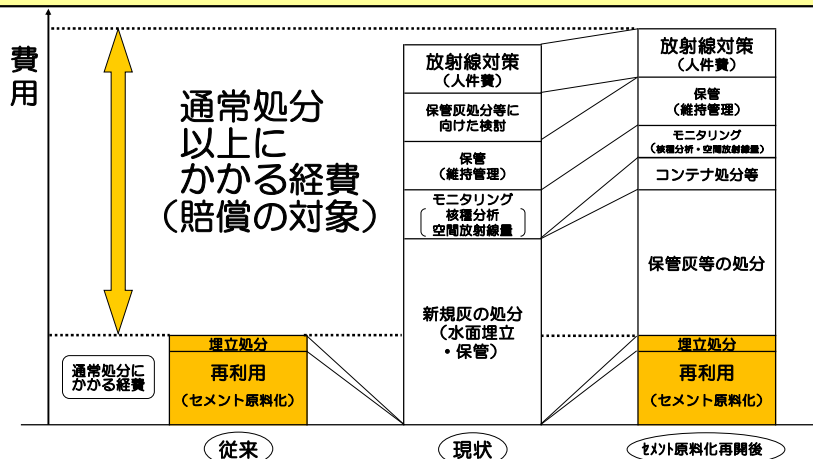 費
用
通常処分
以上に
かかる経費
（賠償の対象）
通常処分に
かかる経費
埋立処分
再利用
（セメント原料化）
従来
放射線対策
（人件費）
保管灰処分等に
向けた検討
保管
（維持管理）
モニタリング
核種分析
空間放射線量
新規灰の処分
（水面埋立
・保管）
現状
放射線対策
（人件費）
保管
（維持管理）
モニタリング
（核種分析・空間放射線量）
コンテナ処分等
保管灰等の処分
埋立処分
再利用
（セメント原料化）
ｾﾒﾝﾄ原料化再開後